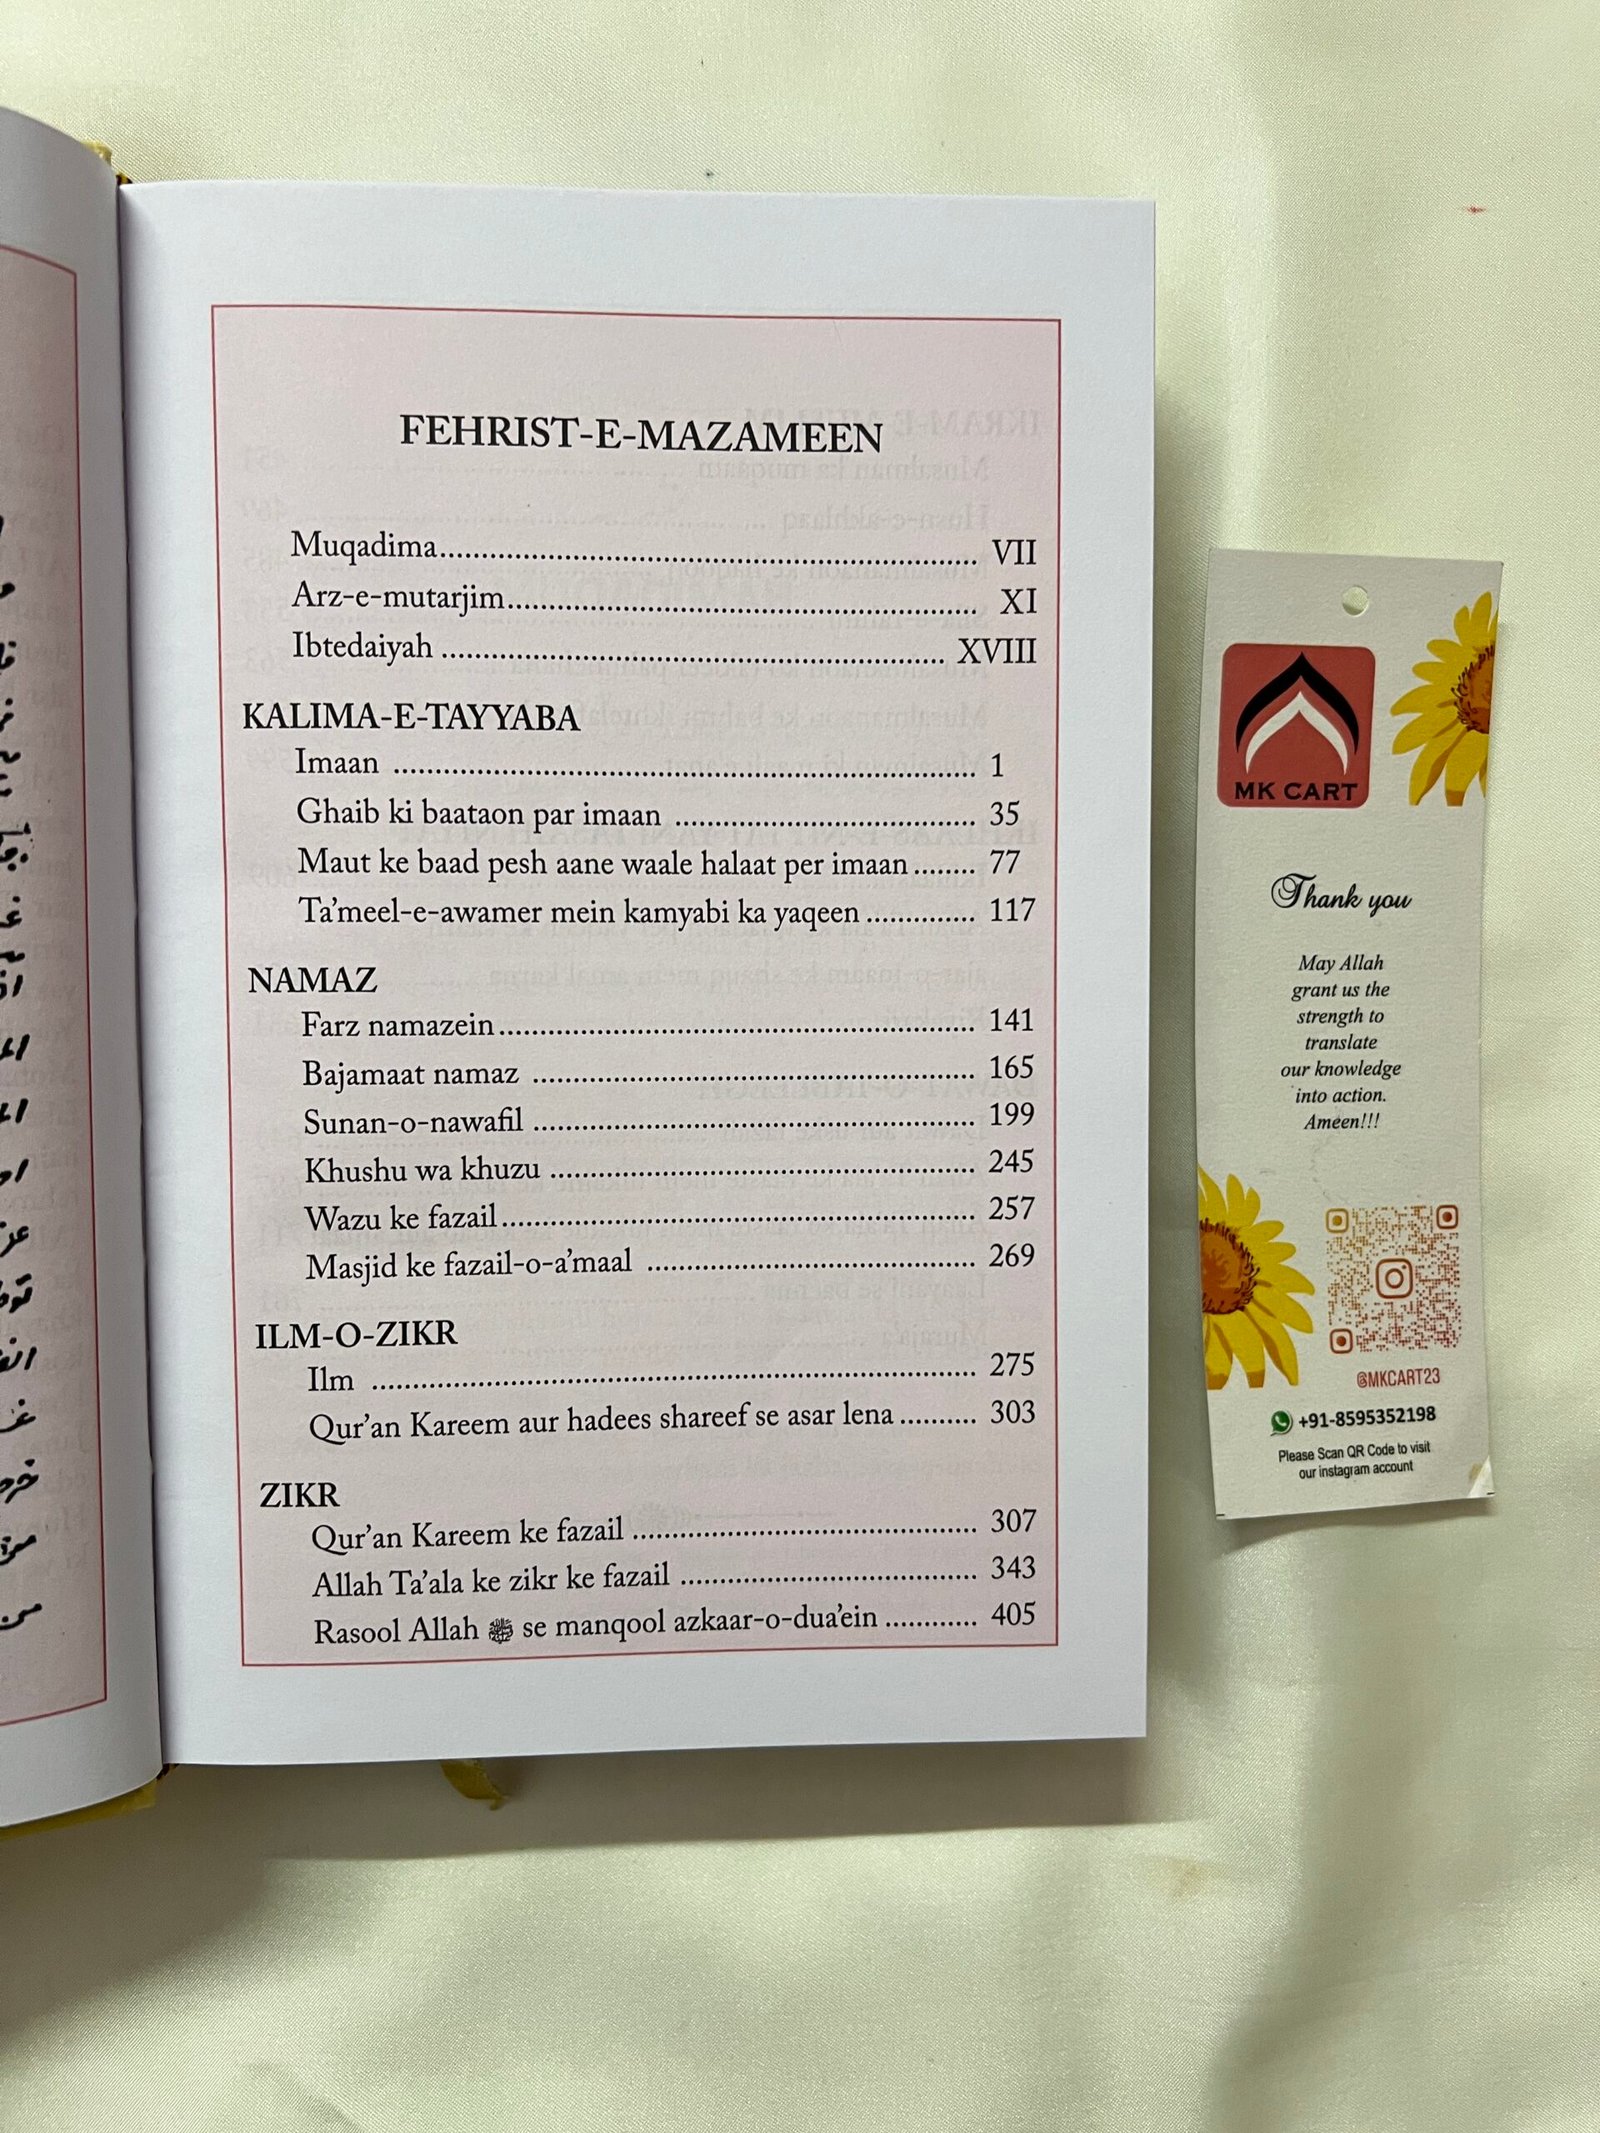 FEHRIST-E-MAZAMEEN
Muqadima.................................................................. VII
Arz-e-mutarjim.......................................................... XI
Ibtedaiyah .............................................................. XVIII
KALIMA-E-TAYYABA
Imaan ........................................................................ 1
Ghaib ki baataon par imaan ..................................... 35
Maut ke baad pesh aane waale halaat per imaan ........ 77
Ta’meel-e-awamer mein kamyabi ka yaqeen .............. 117
NAMAZ
Farz namazein........................................................... 141
Bajamaat namaz ....................................................... 165
Sunan-o-nawafil ....................................................... 199
Khushu wa khuzu ..................................................... 245
Wazu ke fazail........................................................... 257
Masjid ke fazail-o-a’maal ......................................... 269
ILM-O-ZIKR
Ilm ........................................................................... 275
Qur’an Kareem aur hadees shareef se asar lena .......... 303
ZIKR
Qur’an Kareem ke fazail ........................................... 307
Allah Ta’ala ke zikr ke fazail ..................................... 343
Rasool Allah ﷺ se manqool azkaar-o-dua’ein ............ 405
MK CART
Thank you
May Allah
grant us the
strength to
translate
our knowledge
into action.
Ameen!!!
@MKCART23
+91-8595352198
Please Scan QR Code to visit
our instagram account